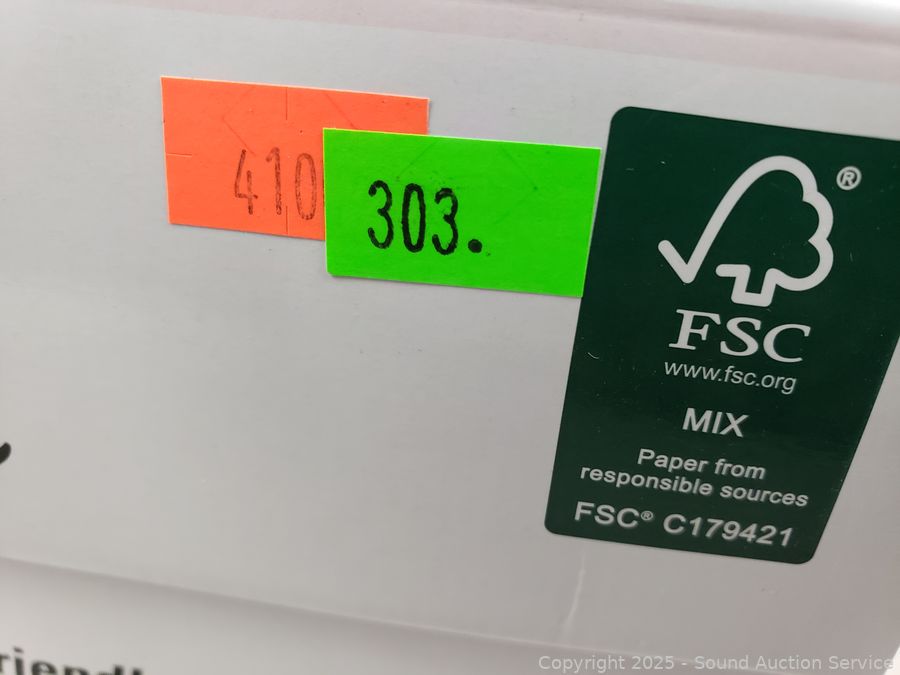 410
303.
®
FSC
www.fsc.org
MIX
Paper from
responsible sources
FSC® C179421
Copyright 2025 - Sound Auction Service